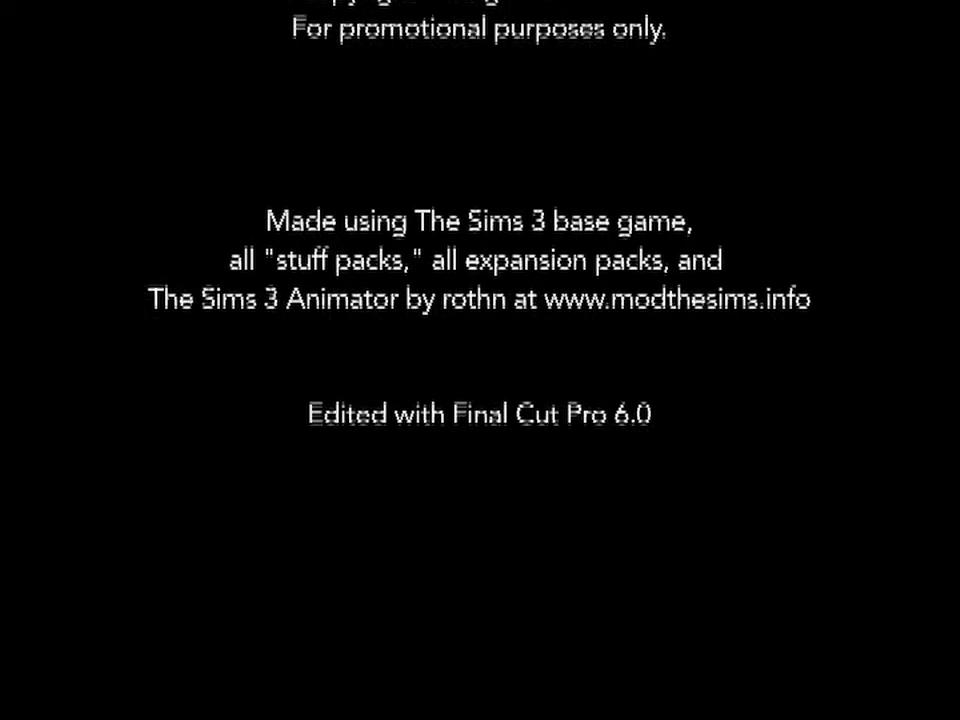 For promotional purposes only.
Made using The Sims 3 base game,
all "stuff packs," all expansion packs, and
The Sims 3 Animator by rothn at www.modthesims.info
Edited with Final Cut Pro 6.0